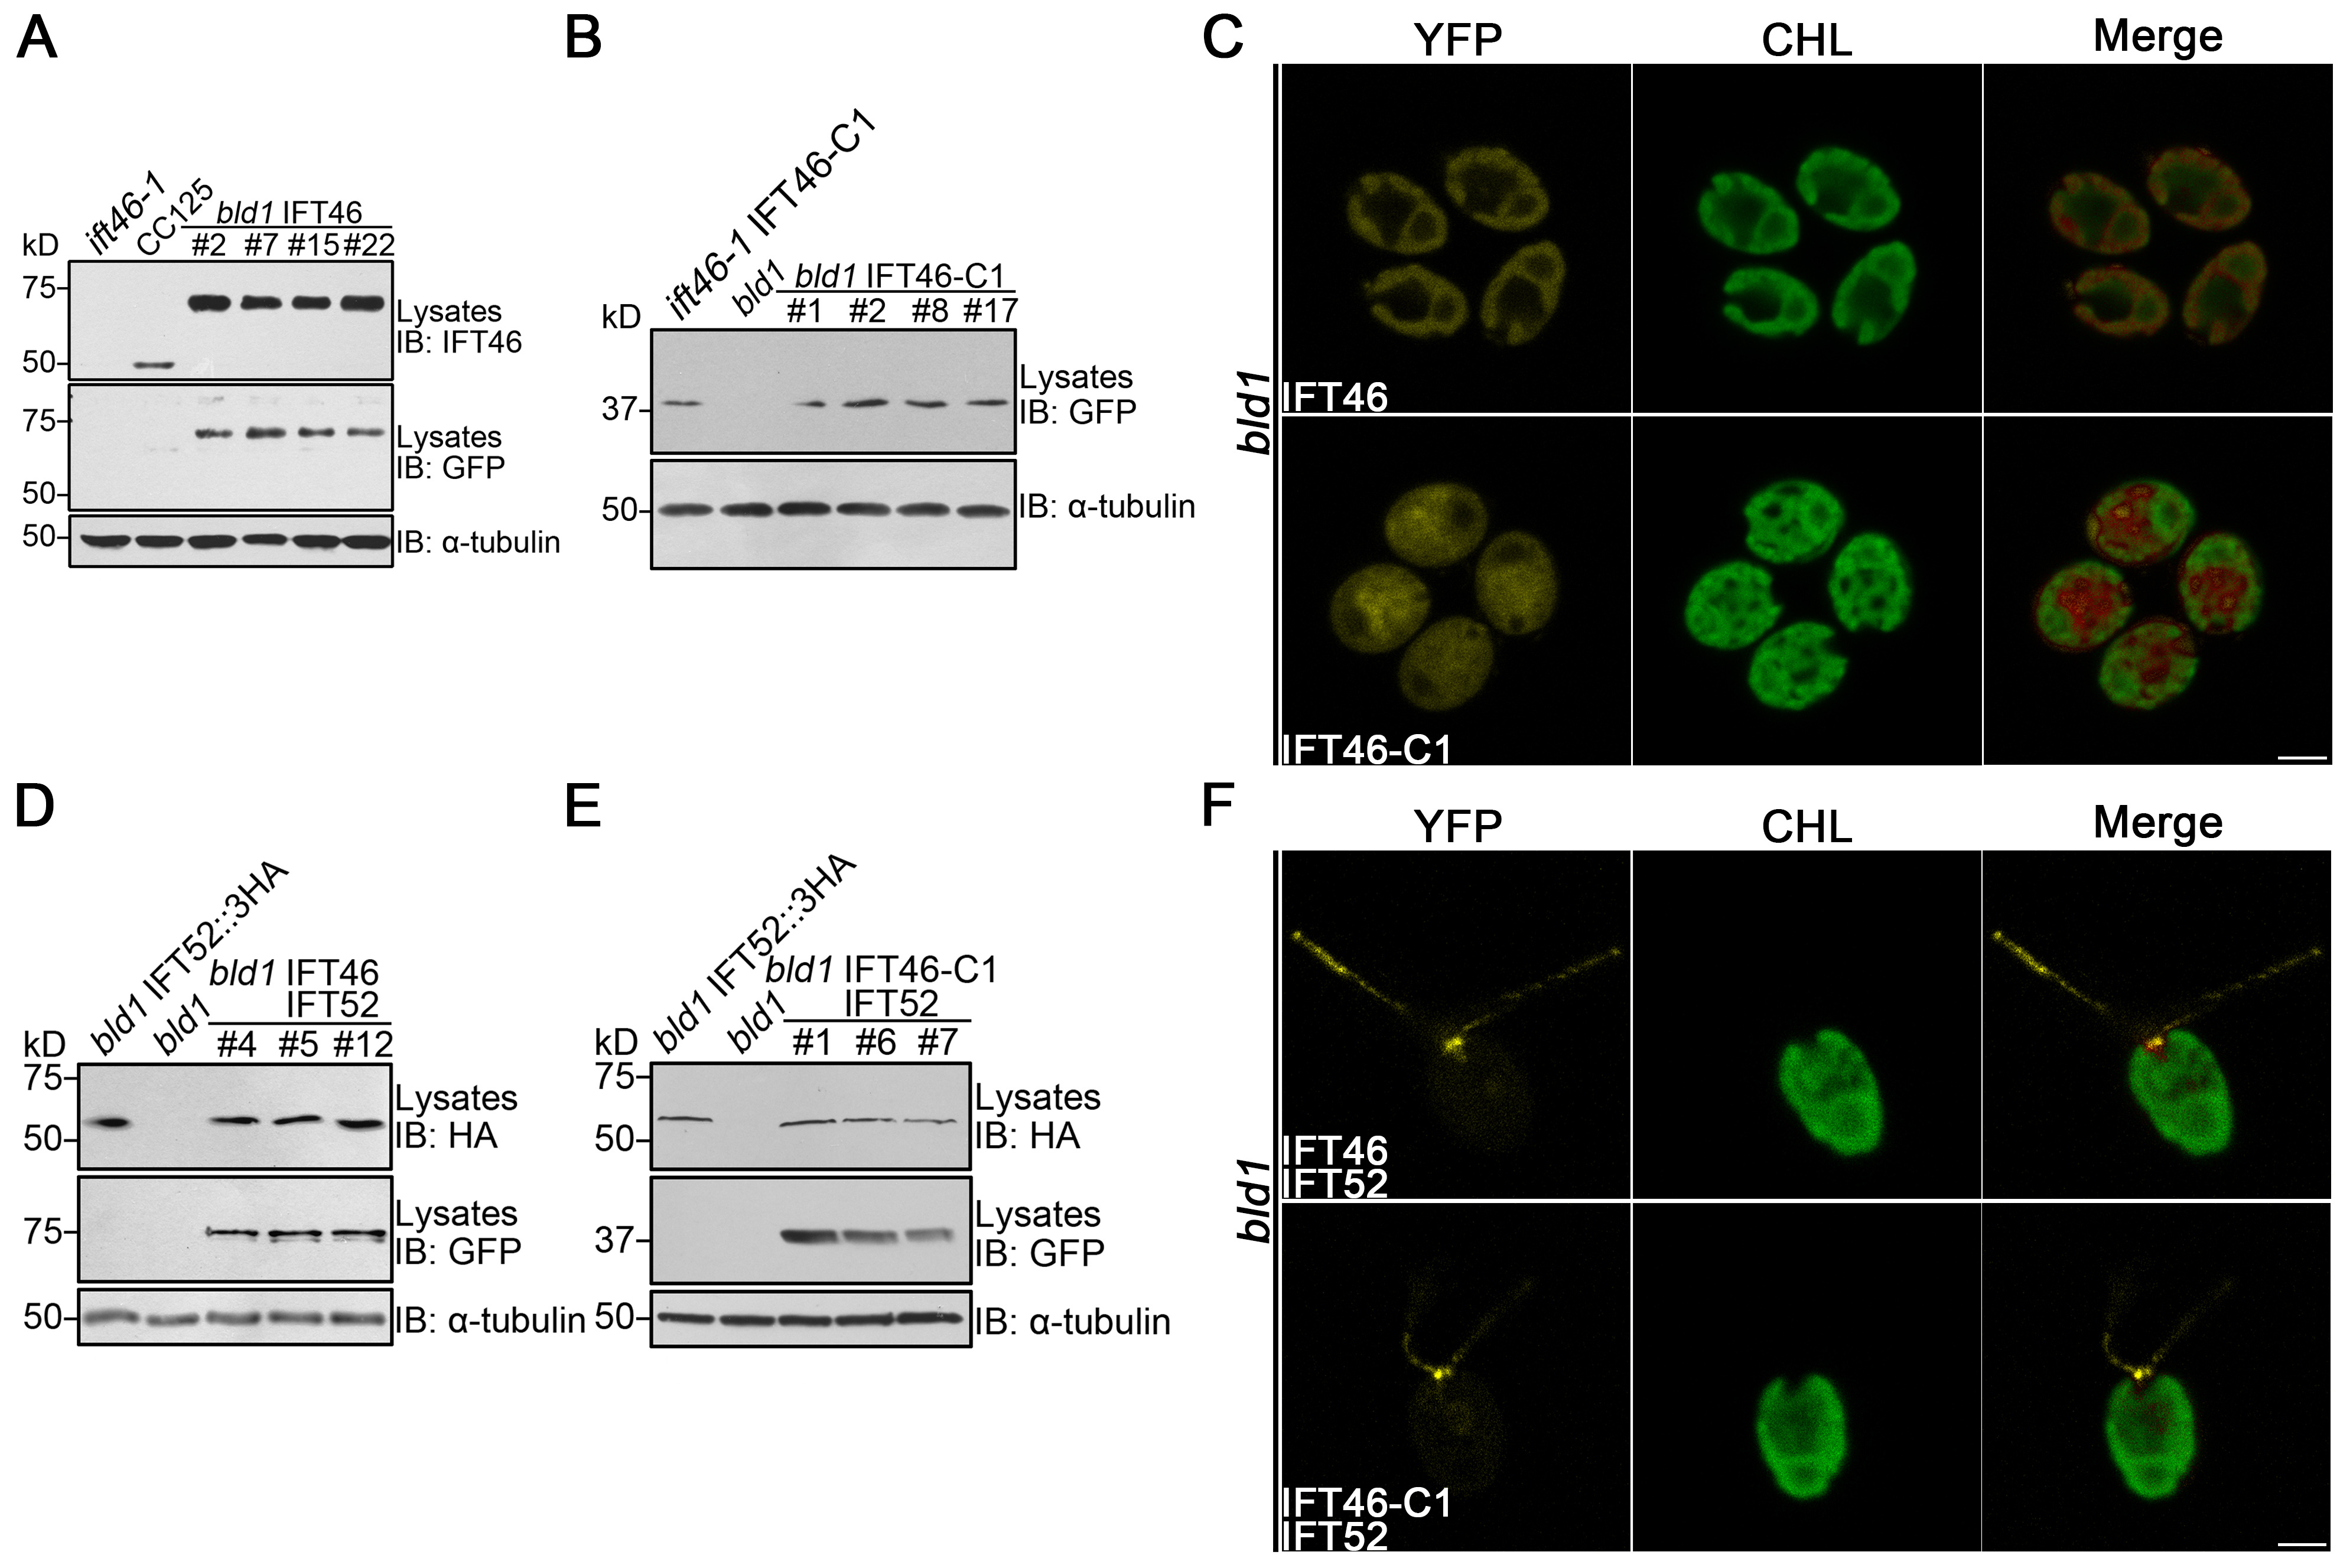 A
ift46-1
CC125
bld1 IFT46
kD
#2 #7 #15 #22
75
50
Lysates
IB: IFT46
75
50
Lysates
IB: GFP
50
IB: α-tubulin
B
ift46-1 IFT46-C1
bld1
bld1 IFT46-C1
kD
#1 #2 #8 #17
37
Lysates
IB: GFP
50
IB: α-tubulin
C
YFP CHL Merge
bld1
IFT46
IFT46-C1
D
bld1 IFT52::3HA
bld1
bld1 IFT46
IFT52
kD
#4 #5 #12
75
50
Lysates
IB: HA
75
Lysates
IB: GFP
50
IB: α-tubulin
E
bld1 IFT52::3HA
bld1
bld1 IFT46-C1
IFT52
kD
#1 #6 #7
75
50
Lysates
IB: HA
37
Lysates
IB: GFP
50
IB: α-tubulin
F
YFP CHL Merge
bld1
IFT46
IFT52
IFT46-C1
IFT52